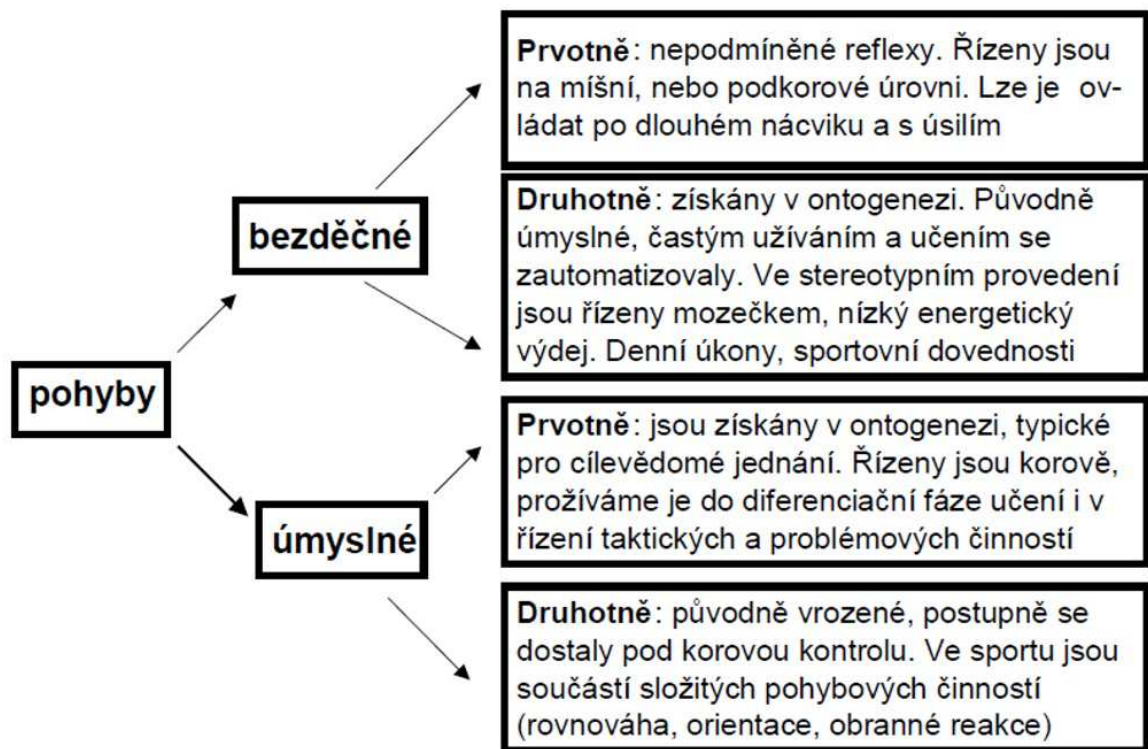 Prvotně: nepodmíněné reflexy. Řízeny jsou
na míšní, nebo podkorové úrovni. Lze je ov-
ládat po dlouhém nácviku a s úsilím
bezděčné
Druhotně: získány v ontogenezi. Původně
úmyslné, častým užíváním a učením se
zautomatizovaly. Ve stereotypním provedení
jsou řízeny mozečkem, nízký energetický
výdej. Denní úkony, sportovní dovednosti
pohyby
Prvotně: jsou získány v ontogenezi, typické
pro cílevědomé jednání. Řízeny jsou korově,
prožíváme je do diferenciační fáze učení i v
řízení taktických a problémových činností
úmyslné
Druhotně: původně vrozené, postupně se
dostaly pod korovou kontrolu. Ve sportu jsou
součástí složitých pohybových činností
(rovnováha, orientace, obranné reakce)